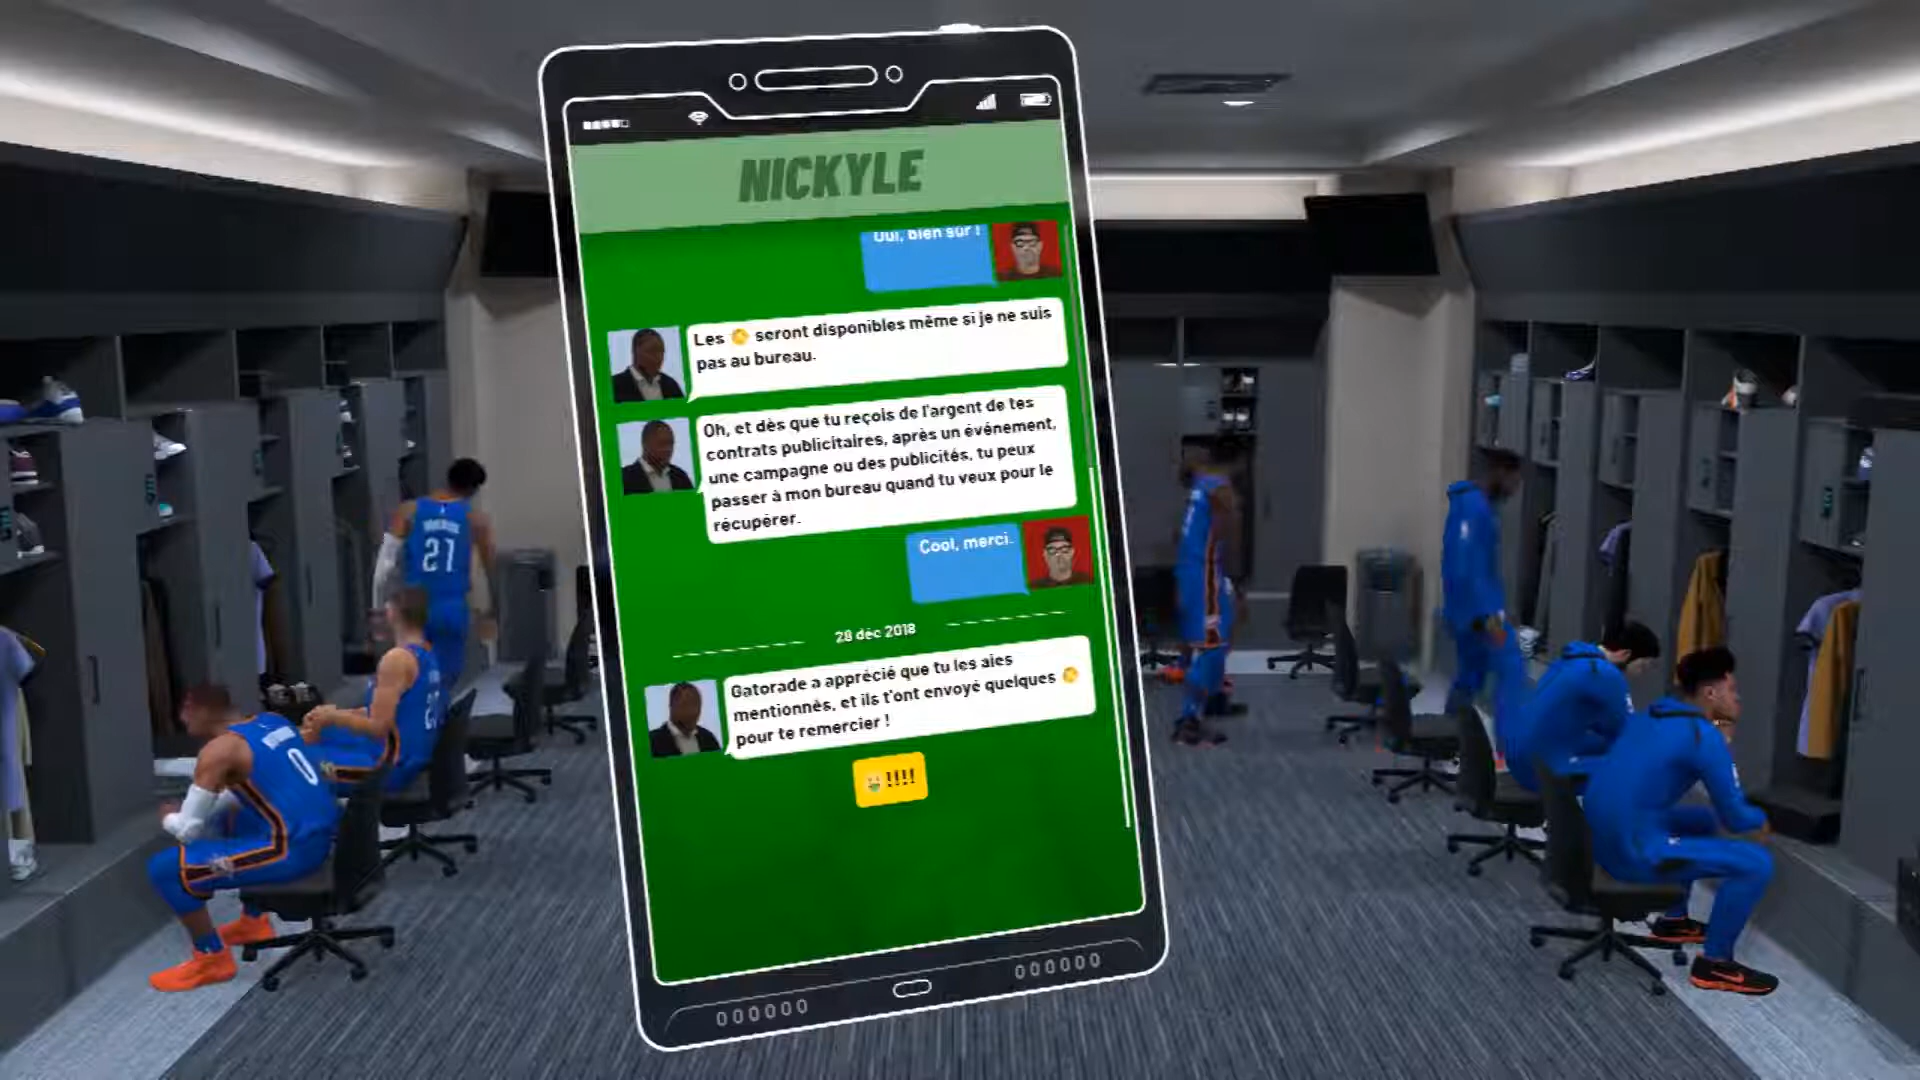 NICKYLE
Oui, bien sûr !
Les seront disponibles même si je ne suis
pas au bureau.
Oh, et dès que tu reçois de l'argent de tes
contrats publicitaires, après un événement,
une campagne ou des publicités, tu peux
passer à mon bureau quand tu veux pour le
récupérer.
Cool, merci.
28 déc 2018
Gatorade a apprécié que tu les aies
mentionnés, et ils t'ont envoyé quelques
pour te remercier !
!!!!
21
0
000000
000000